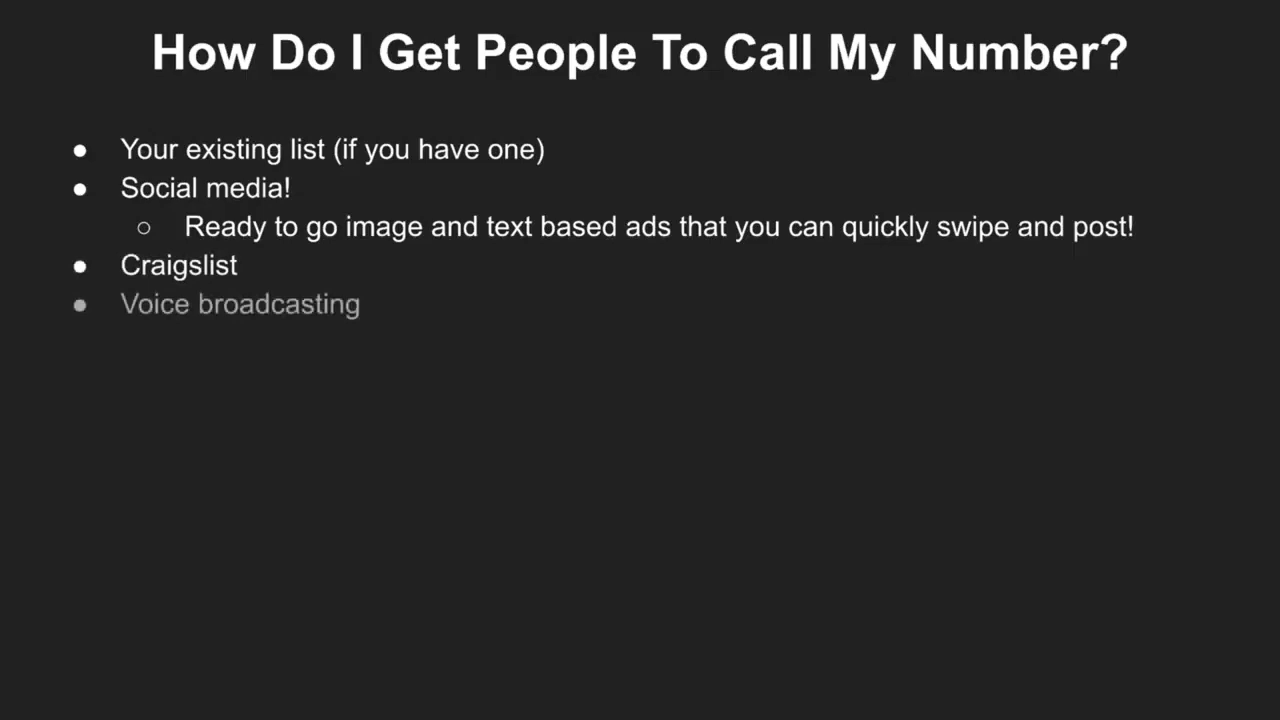 How Do I Get People To Call My Number?
● Your existing list (if you have one)
● Social media!
○ Ready to go image and text based ads that you can quickly swipe and post!
● Craigslist
● Voice broadcasting